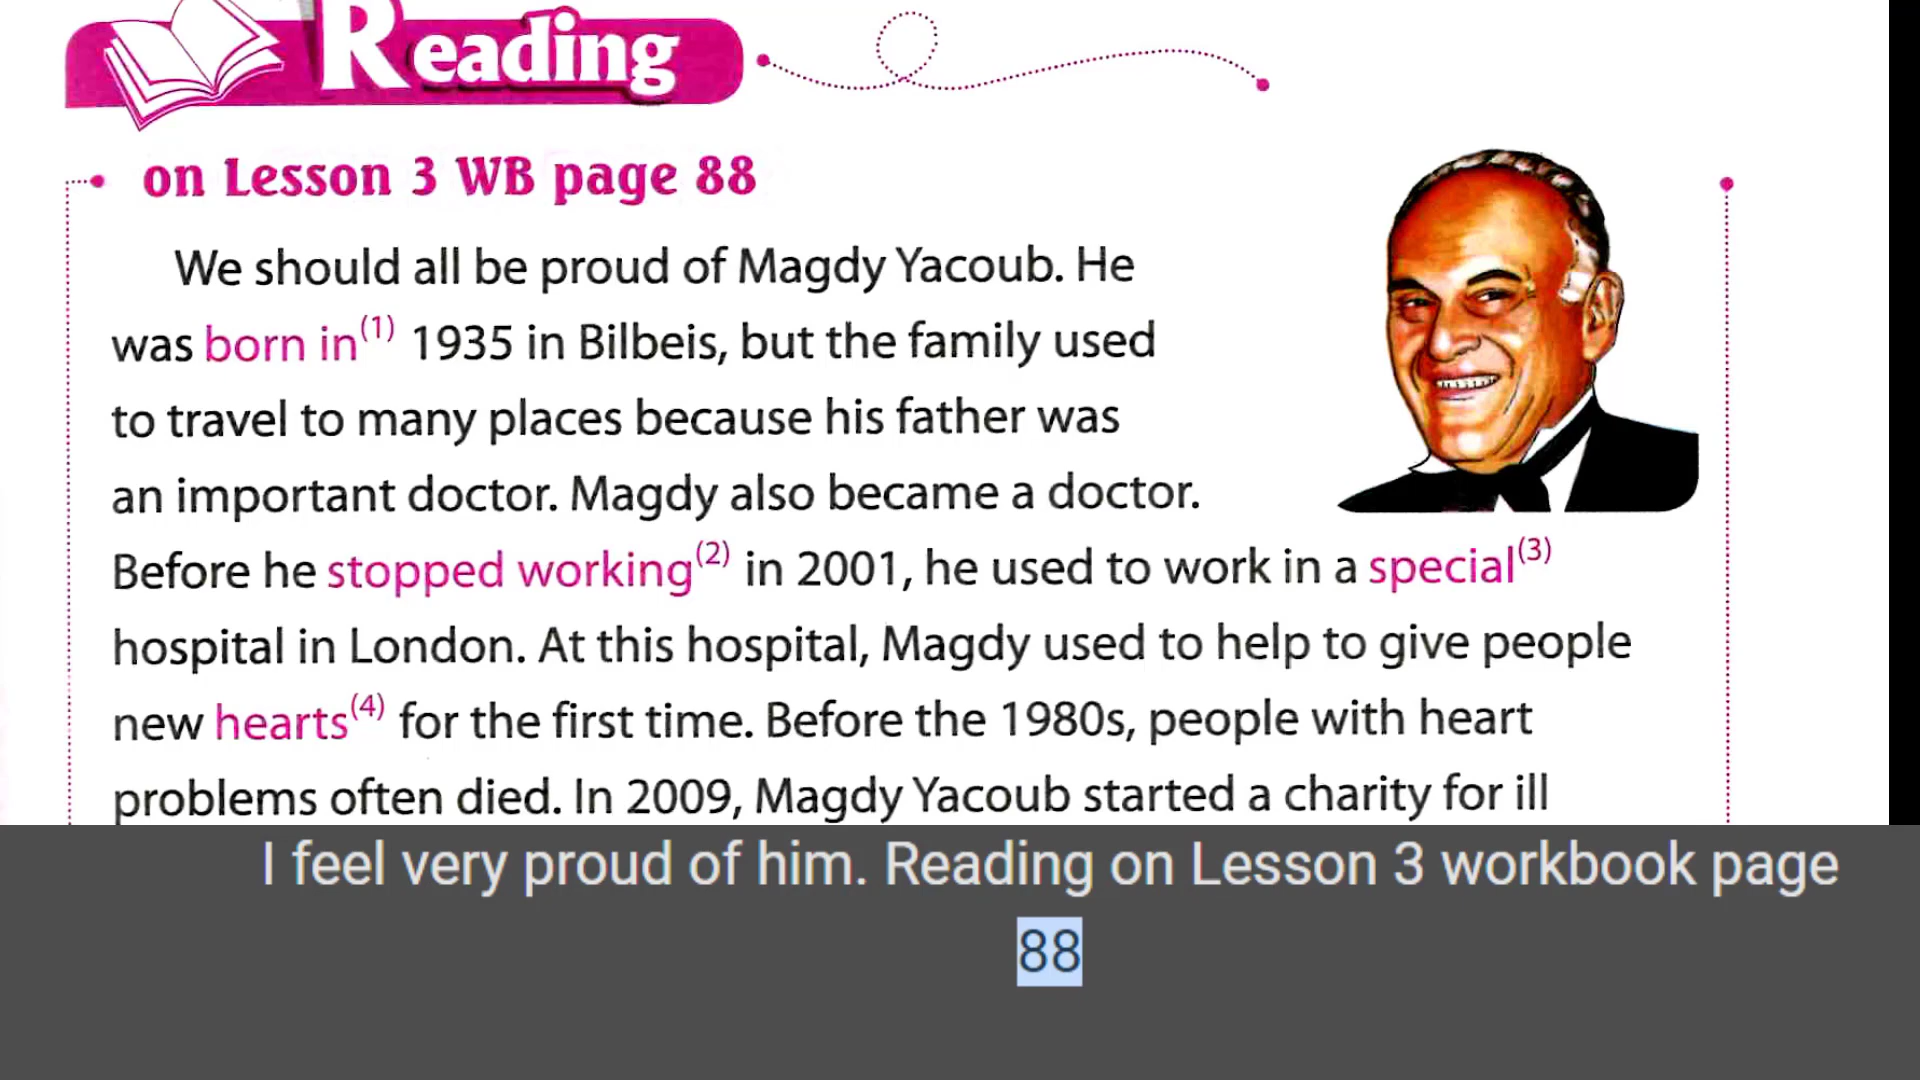 Reading
on Lesson 3 WB page 88
We should all be proud of Magdy Yacoub. He
was born in(1) 1935 in Bilbeis, but the family used
to travel to many places because his father was
an important doctor. Magdy also became a doctor.
Before he stopped working(2) in 2001, he used to work in a special(3)
hospital in London. At this hospital, Magdy used to help to give people
new hearts(4) for the first time. Before the 1980s, people with heart
problems often died. In 2009, Magdy Yacoub started a charity for ill
I feel very proud of him. Reading on Lesson 3 workbook page
88